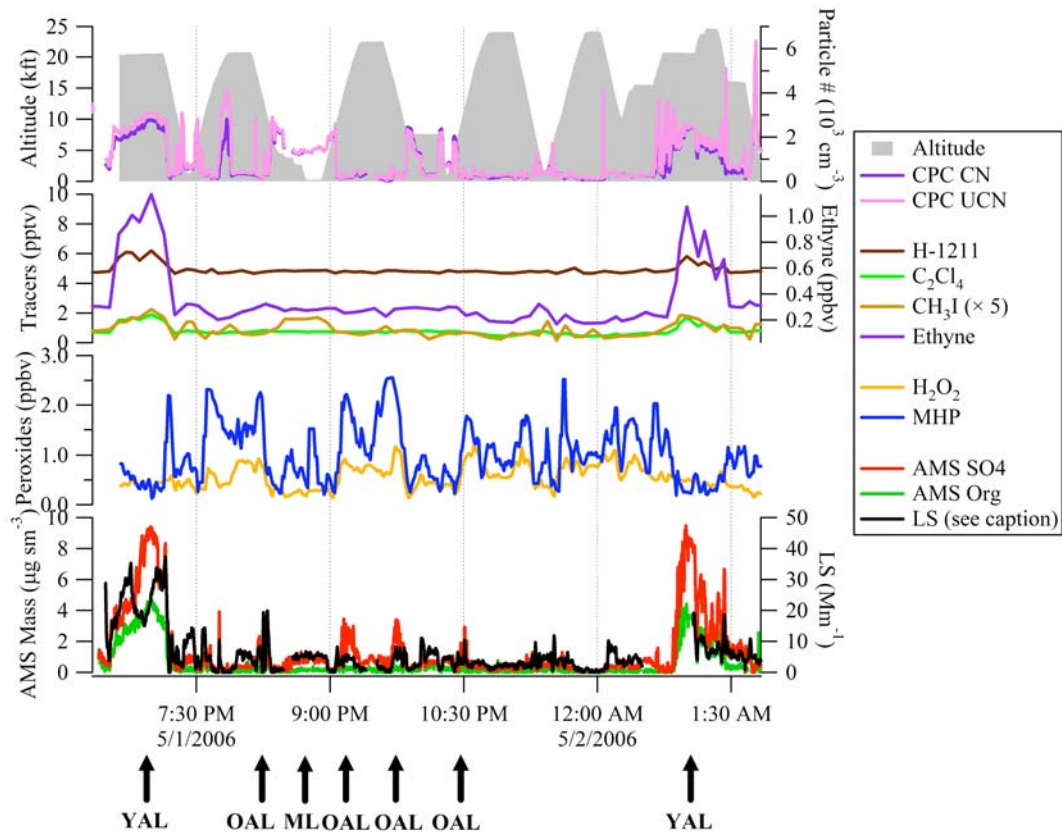 25
20
15
10
5
0
Altitude (kft)
6
4
2
0
Particle # (10³ cm⁻³)
10
8
6
4
2
0
Tracers (pptv)
1.0
0.8
0.6
0.4
0.2
Ethyne (ppbv)
3.0
2.0
1.0
0.0
Peroxides (ppbv)
10
8
6
4
2
0
AMS Mass (µg sm⁻³)
50
40
30
20
10
0
LS (Mm⁻¹)
7:30 PM
5/1/2006
9:00 PM
10:30 PM
12:00 AM
5/2/2006
1:30 AM
YAL
OAL
ML
OAL
OAL
OAL
YAL
Altitude
CPC CN
CPC UCN
H-1211
C₂Cl₄
CH₃I (× 5)
Ethyne
H₂O₂
MHP
AMS SO4
AMS Org
LS (see caption)